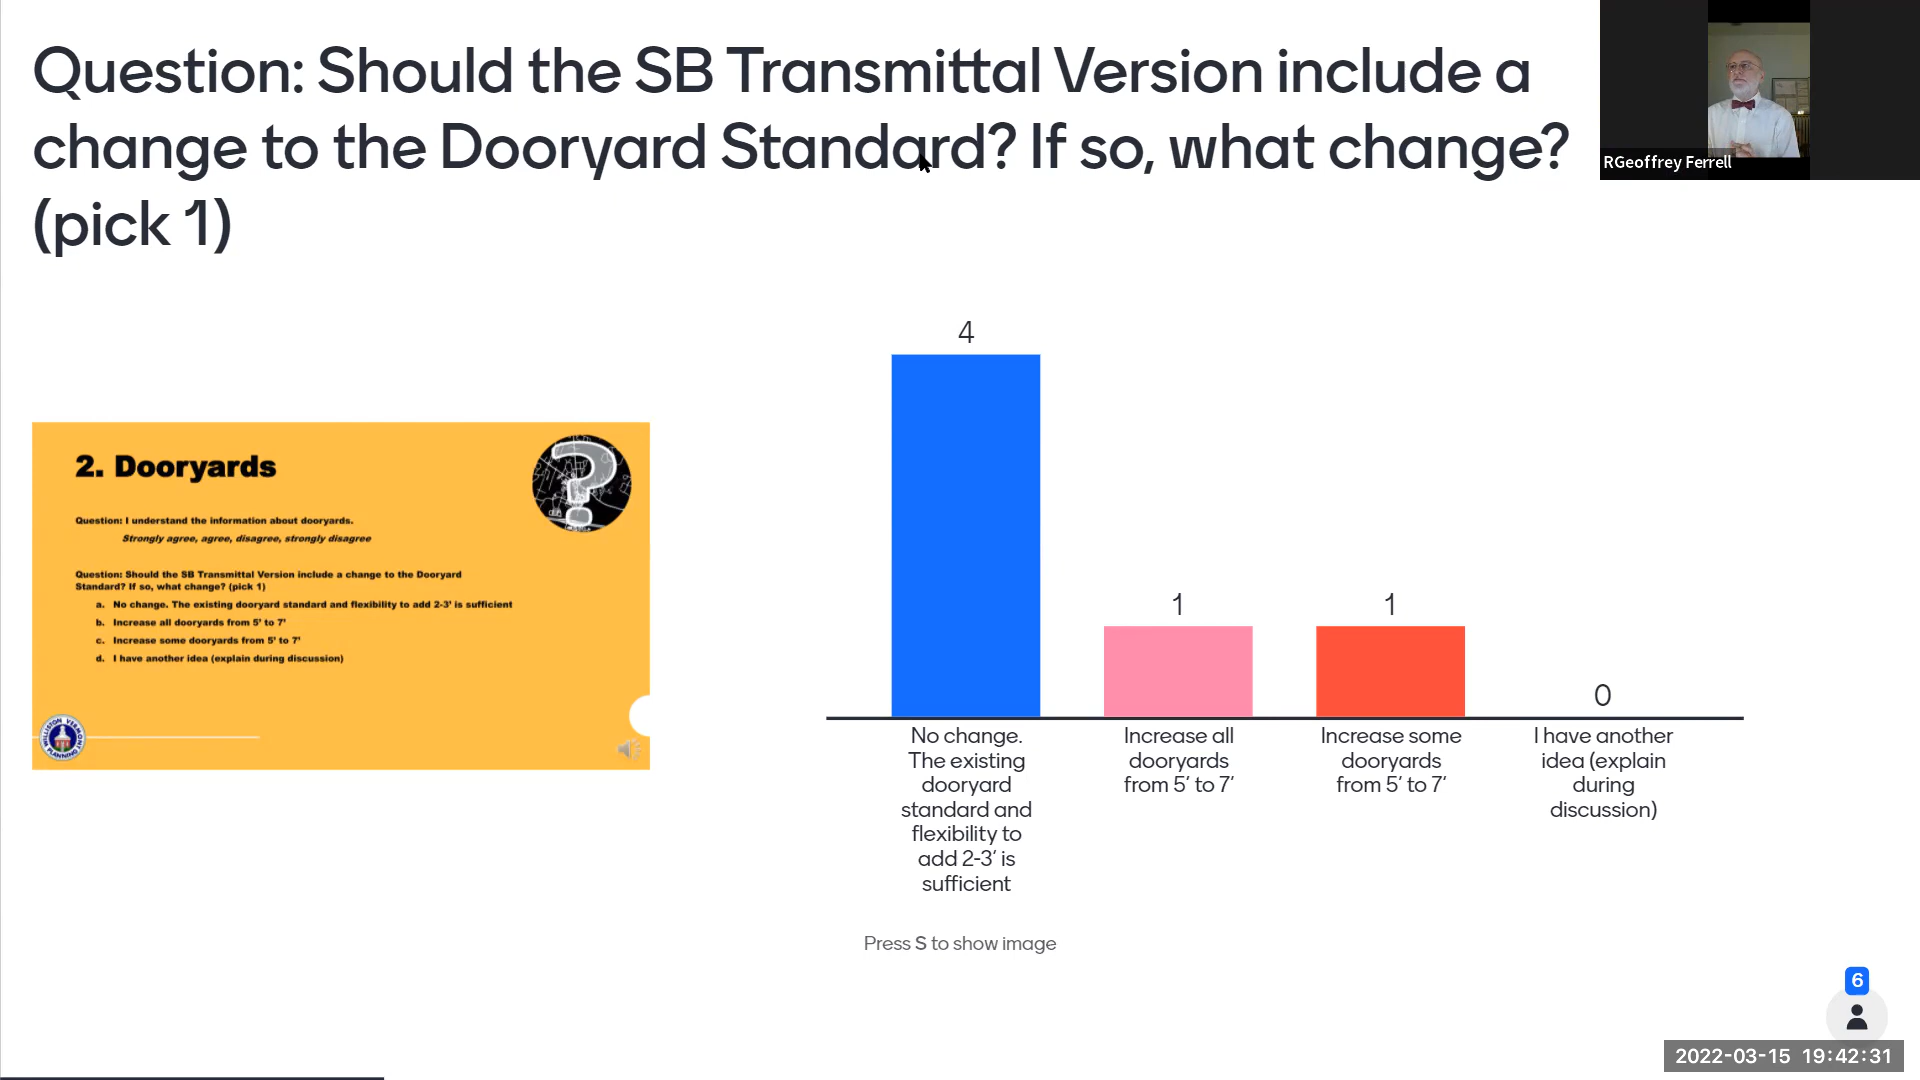 Question: Should the SB Transmittal Version include a
change to the Dooryard Standard? If so, what change?
(pick 1)
RGeoffrey Ferrell
2. Dooryards
Question: I understand the information about dooryards.
Strongly agree, agree, disagree, strongly disagree
Question: Should the SB Transmittal Version include a change to the Dooryard
Standard? If so, what change? (pick 1)
a. No change. The existing dooryard standard and flexibility to add 2-3' is sufficient
b. Increase all dooryards from 5' to 7'
c. Increase some dooryards from 5' to 7'
d. I have another idea (explain during discussion)
WILLISTON VERMONT
PLANNING
4
1
1
0
No change.
The existing
dooryard
standard and
flexibility to
add 2-3' is
sufficient
Increase all
dooryards
from 5' to 7'
Increase some
dooryards
from 5' to 7'
I have another
idea (explain
during
discussion)
Press S to show image
6
2022-03-15 19:42:31